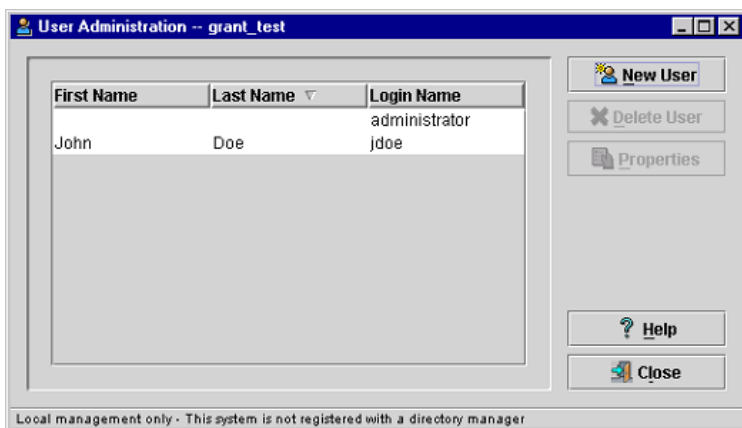 User Administration -- grant_test
First Name Last Name Login Name
administrator
John Doe jdoe
New User
Delete User
Properties
Help
Close
Local management only - This system is not registered with a directory manager